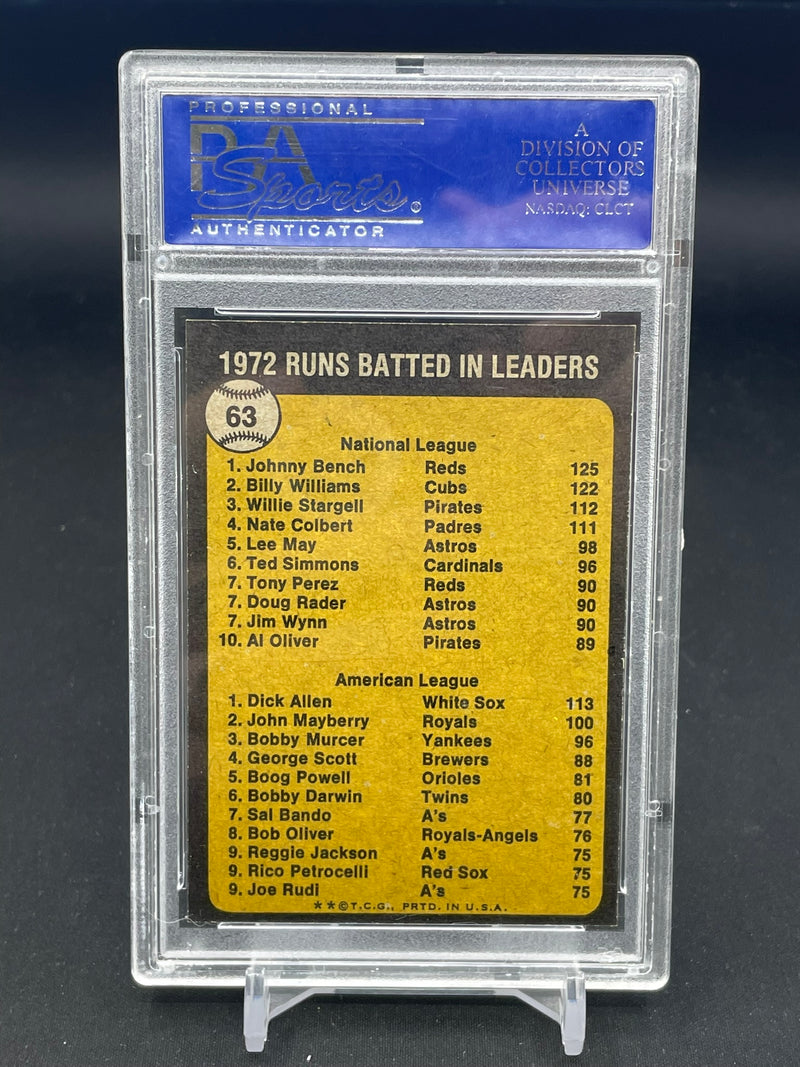 PROFESSIONAL
PSA
Sports®
AUTHENTICATOR
A
DIVISION OF
COLLECTORS
UNIVERSE
NASDAQ: CLCT
1972 RUNS BATTED IN LEADERS
63
National League
1. Johnny Bench Reds 125
2. Billy Williams Cubs 122
3. Willie Stargell Pirates 112
4. Nate Colbert Padres 111
5. Lee May Astros 98
6. Ted Simmons Cardinals 96
7. Tony Perez Reds 90
7. Doug Rader Astros 90
7. Jim Wynn Astros 90
10. Al Oliver Pirates 89
American League
1. Dick Allen White Sox 113
2. John Mayberry Royals 100
3. Bobby Murcer Yankees 96
4. George Scott Brewers 88
5. Boog Powell Orioles 81
6. Bobby Darwin Twins 80
7. Sal Bando A's 77
8. Bob Oliver Royals-Angels 76
9. Reggie Jackson A's 75
9. Rico Petrocelli Red Sox 75
9. Joe Rudi A's 75
**©T.C.G., PRTD. IN U.S.A.